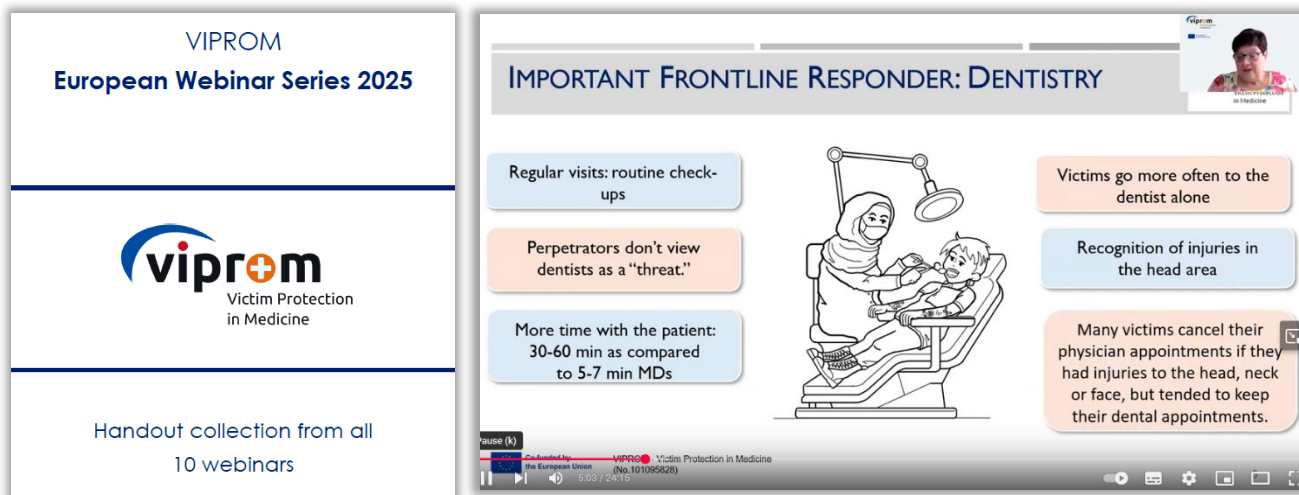 VIPROM
European Webinar Series 2025
viprom
Victim Protection
in Medicine
Handout collection from all
10 webinars
viprom
IMPORTANT FRONTLINE RESPONDER: DENTISTRY
in Medicine
Regular visits: routine check-
ups
Perpetrators don't view
dentists as a “threat.”
More time with the patient:
30-60 min as compared
to 5-7 min MDs
Victims go more often to the
dentist alone
Recognition of injuries in
the head area
Many victims cancel their
physician appointments if they
had injuries to the head, neck
or face, but tended to keep
their dental appointments.
Pause (k)
Co-funded by
the European Union
Victim Protection in Medicine
(No.101095828)
5:03 / 24:16